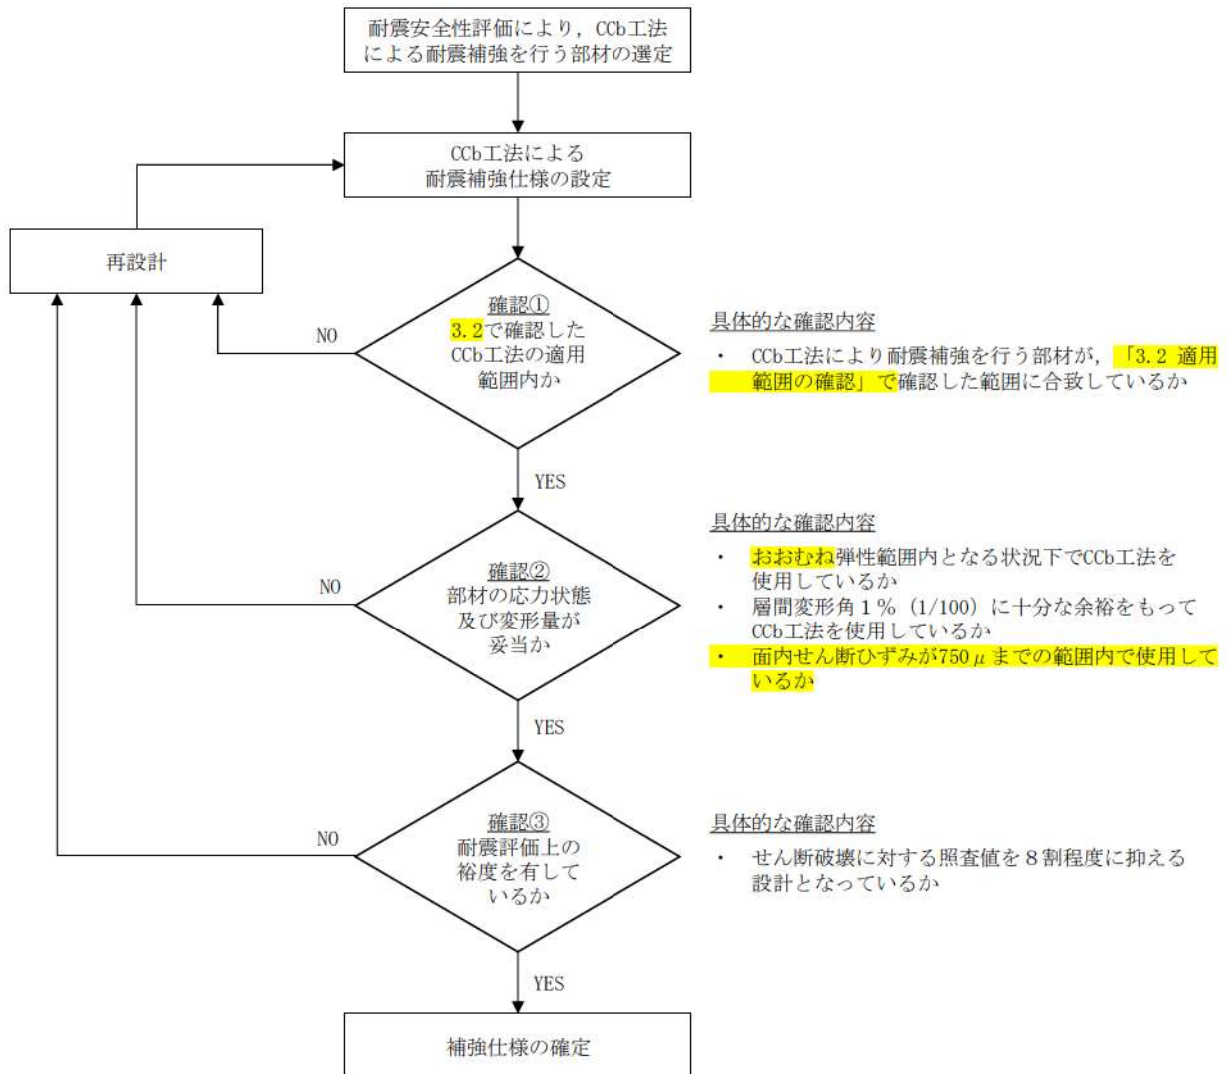 耐震安全性評価により，CCb工法
による耐震補強を行う部材の選定
CCb工法による
耐震補強仕様の設定
再設計
確認①
3.2で確認した
CCb工法の適用
範囲内か
NO
YES
具体的な確認内容
・ CCb工法により耐震補強を行う部材が，「3.2 適用
範囲の確認」で確認した範囲に合致しているか
確認②
部材の応力状態
及び変形量が
妥当か
NO
YES
具体的な確認内容
・ おおむね弾性範囲内となる状況下でCCb工法を
使用しているか
・ 層間変形角１％（1/100）に十分な余裕をもって
CCb工法を使用しているか
・ 面内せん断ひずみが750μまでの範囲内で使用して
いるか
確認③
耐震評価上の
裕度を有して
いるか
NO
YES
具体的な確認内容
・ せん断破壊に対する照査値を８割程度に抑える
設計となっているか
補強仕様の確定